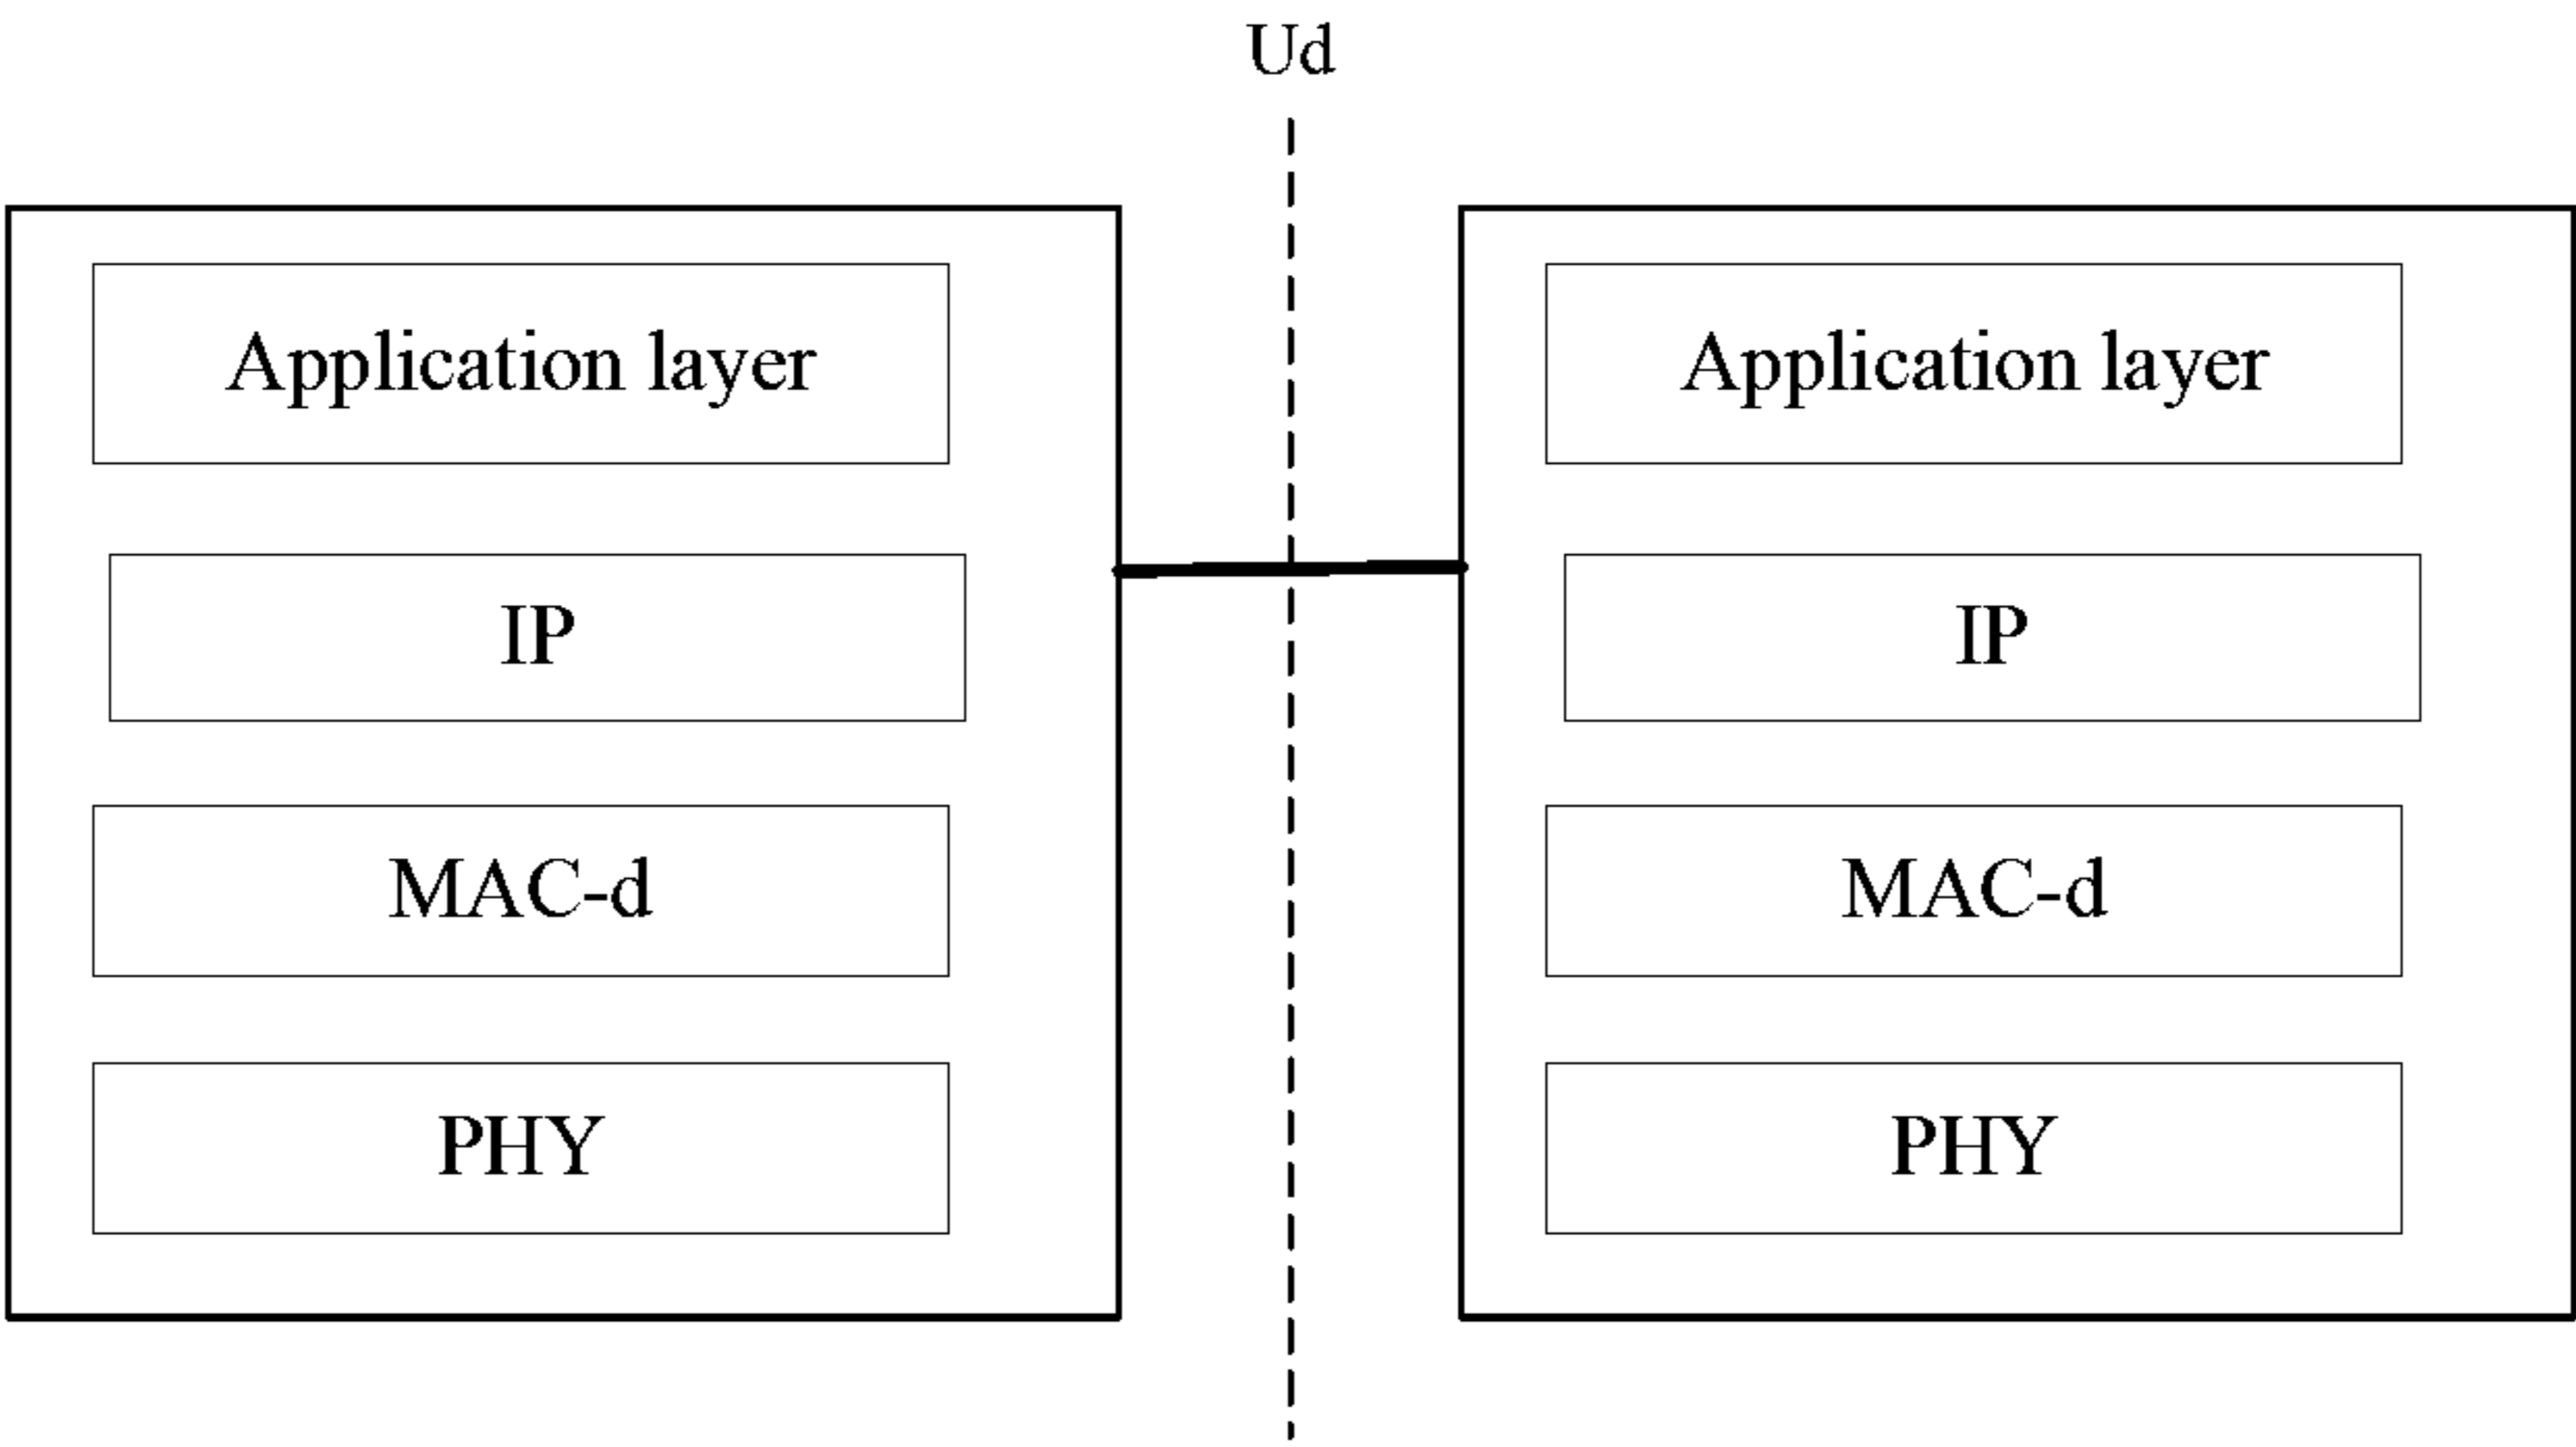 Ud
Application layer
IP
MAC-d
PHY
Application layer
IP
MAC-d
PHY